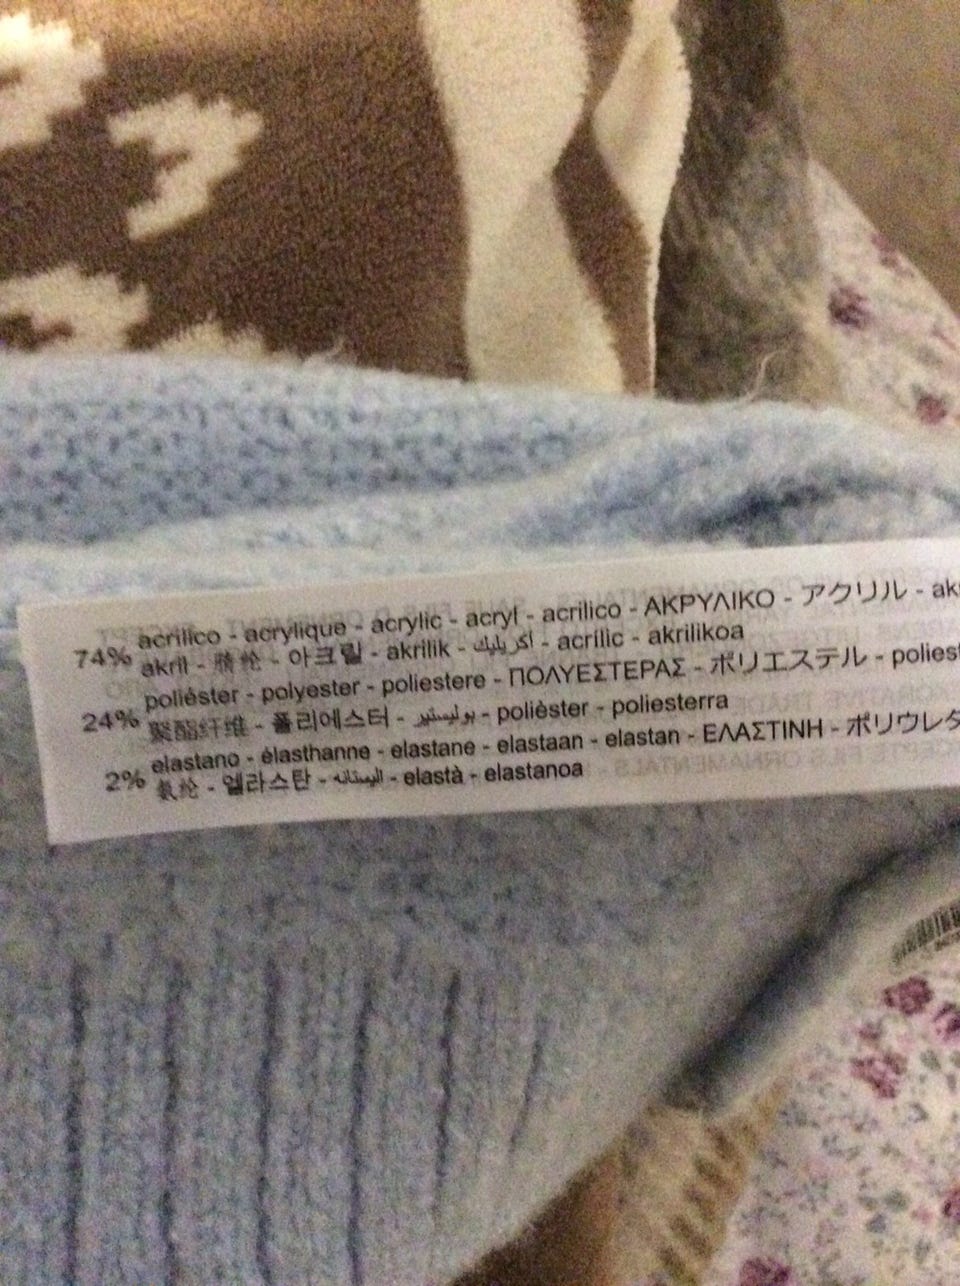 74% acrílico - acrylique - acrylic - acryl - acrilico - ΑΚΡΥΛΙΚΟ - アクリル -
akril - 腈纶 - 아크릴 - akrilik - أكريليك - acrílic - akrilikoa
24% poliéster - polyester - poliestere - ΠΟΛΥΕΣΤΕΡΑΣ - ポリエステル -
聚酯纤维 - 폴리에스터 - بوليستير - polièster - poliesterra
2% elastano - élasthanne - elastane - elastaan - elastan - ΕΛΑΣΤΙΝΗ -
氨纶 - 엘라스탄 - اليستانه - elastà - elastanoa